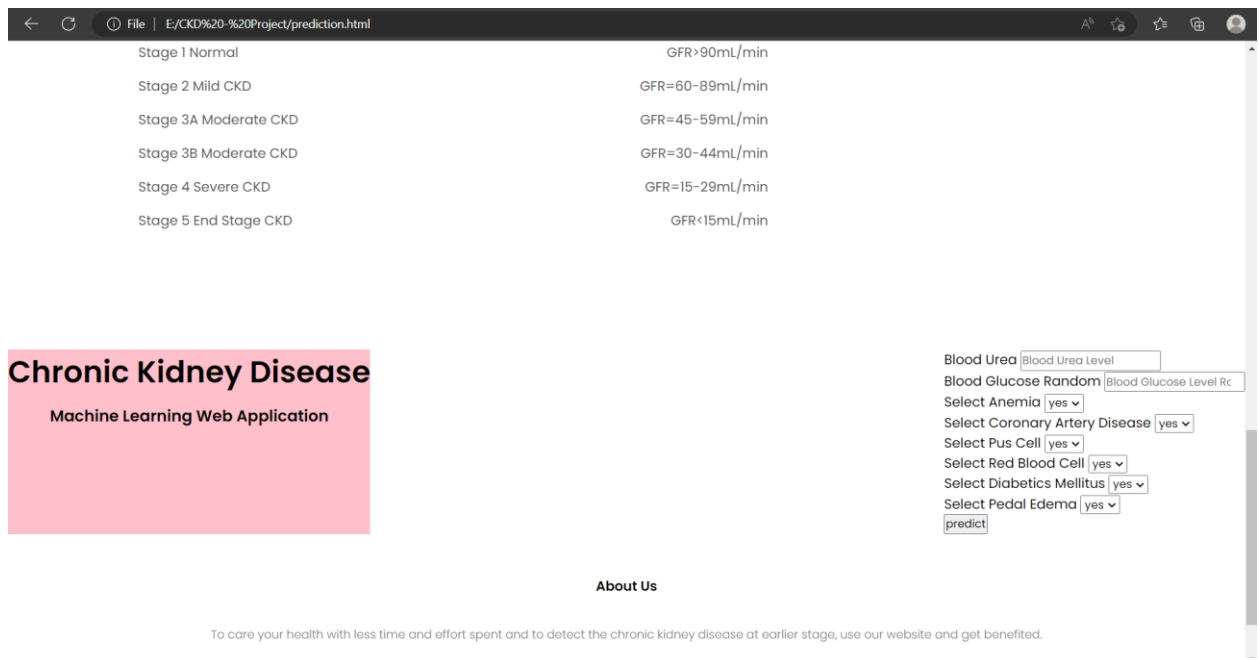 File | E:/CKD%20-%20Project/prediction.html
Stage 1 Normal GFR>90mL/min
Stage 2 Mild CKD GFR=60-89mL/min
Stage 3A Moderate CKD GFR=45-59mL/min
Stage 3B Moderate CKD GFR=30-44mL/min
Stage 4 Severe CKD GFR=15-29mL/min
Stage 5 End Stage CKD GFR<15mL/min
Chronic Kidney Disease
Machine Learning Web Application
Blood Urea Blood Urea Level
Blood Glucose Random Blood Glucose Level
Select Anemia yes
Select Coronary Artery Disease yes
Select Pus Cell yes
Select Red Blood Cell yes
Select Diabetics Mellitus yes
Select Pedal Edema yes
predict
About Us
To care your health with less time and effort spent and to detect the chronic kidney disease at earlier stage, use our website and get benefited.